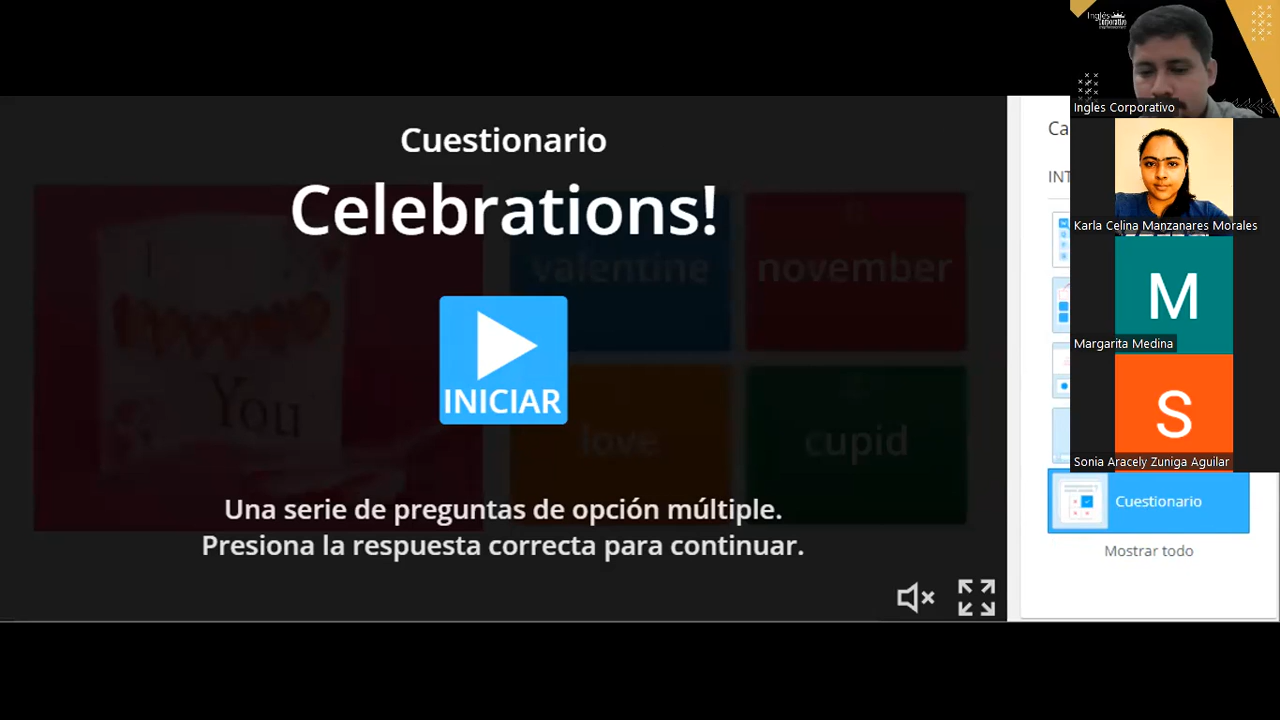 Cuestionario
Celebrations!
INICIAR
Una serie de preguntas de opción múltiple.
Presiona la respuesta correcta para continuar.
I
You
valentine
november
love
cupid
Ca
INT
Cuestionario
Mostrar todo
Inglés
Corporativo
Ingles Corporativo
Karla Celina Manzanares Morales
M
Margarita Medina
S
Sonia Aracely Zuniga Aguilar